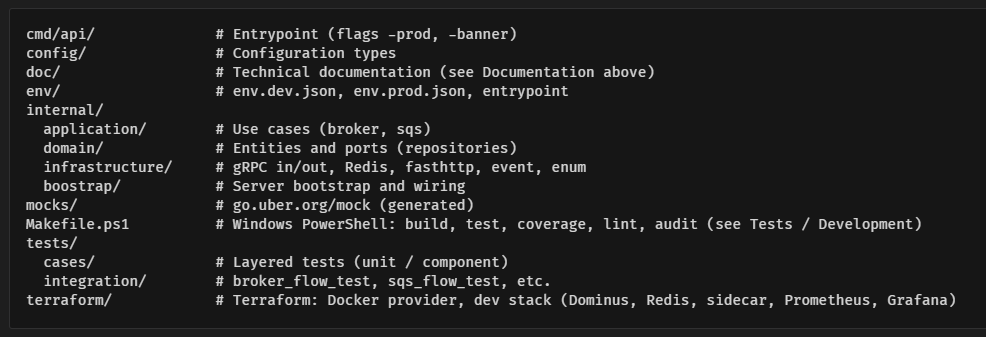 cmd/api/              # Entrypoint (flags -prod, -banner)
config/               # Configuration types
doc/                  # Technical documentation (see Documentation above)
env/                  # env.dev.json, env.prod.json, entrypoint
internal/
  application/        # Use cases (broker, sqs)
  domain/             # Entities and ports (repositories)
  infrastructure/     # gRPC in/out, Redis, fasthttp, event, enum
  boostrap/           # Server bootstrap and wiring
mocks/                # go.uber.org/mock (generated)
Makefile.ps1          # Windows PowerShell: build, test, coverage, lint, audit (see Tests / Development)
tests/
  cases/              # Layered tests (unit / component)
  integration/        # broker_flow_test, sqs_flow_test, etc.
terraform/            # Terraform: Docker provider, dev stack (Dominus, Redis, sidecar, Prometheus, Grafana)